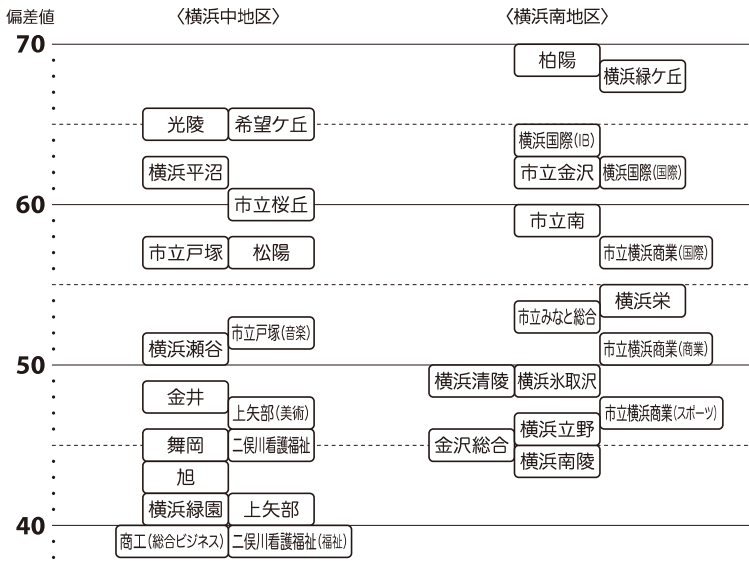 偏差値
〈横浜中地区〉
〈横浜南地区〉
70
柏陽
横浜緑ケ丘
光陵
希望ケ丘
横浜国際(IB)
横浜平沼
市立金沢
横浜国際(国際)
60
市立桜丘
市立南
市立戸塚
松陽
市立横浜商業(国際)
横浜栄
市立みなと総合
市立戸塚(音楽)
横浜瀬谷
市立横浜商業(商業)
50
横浜清陵
横浜氷取沢
金井
上矢部(美術)
市立横浜商業(スポーツ)
横浜立野
舞岡
二俣川看護福祉
金沢総合
横浜南陵
旭
横浜緑園
上矢部
40
商工(総合ビジネス)
二俣川看護福祉(福祉)